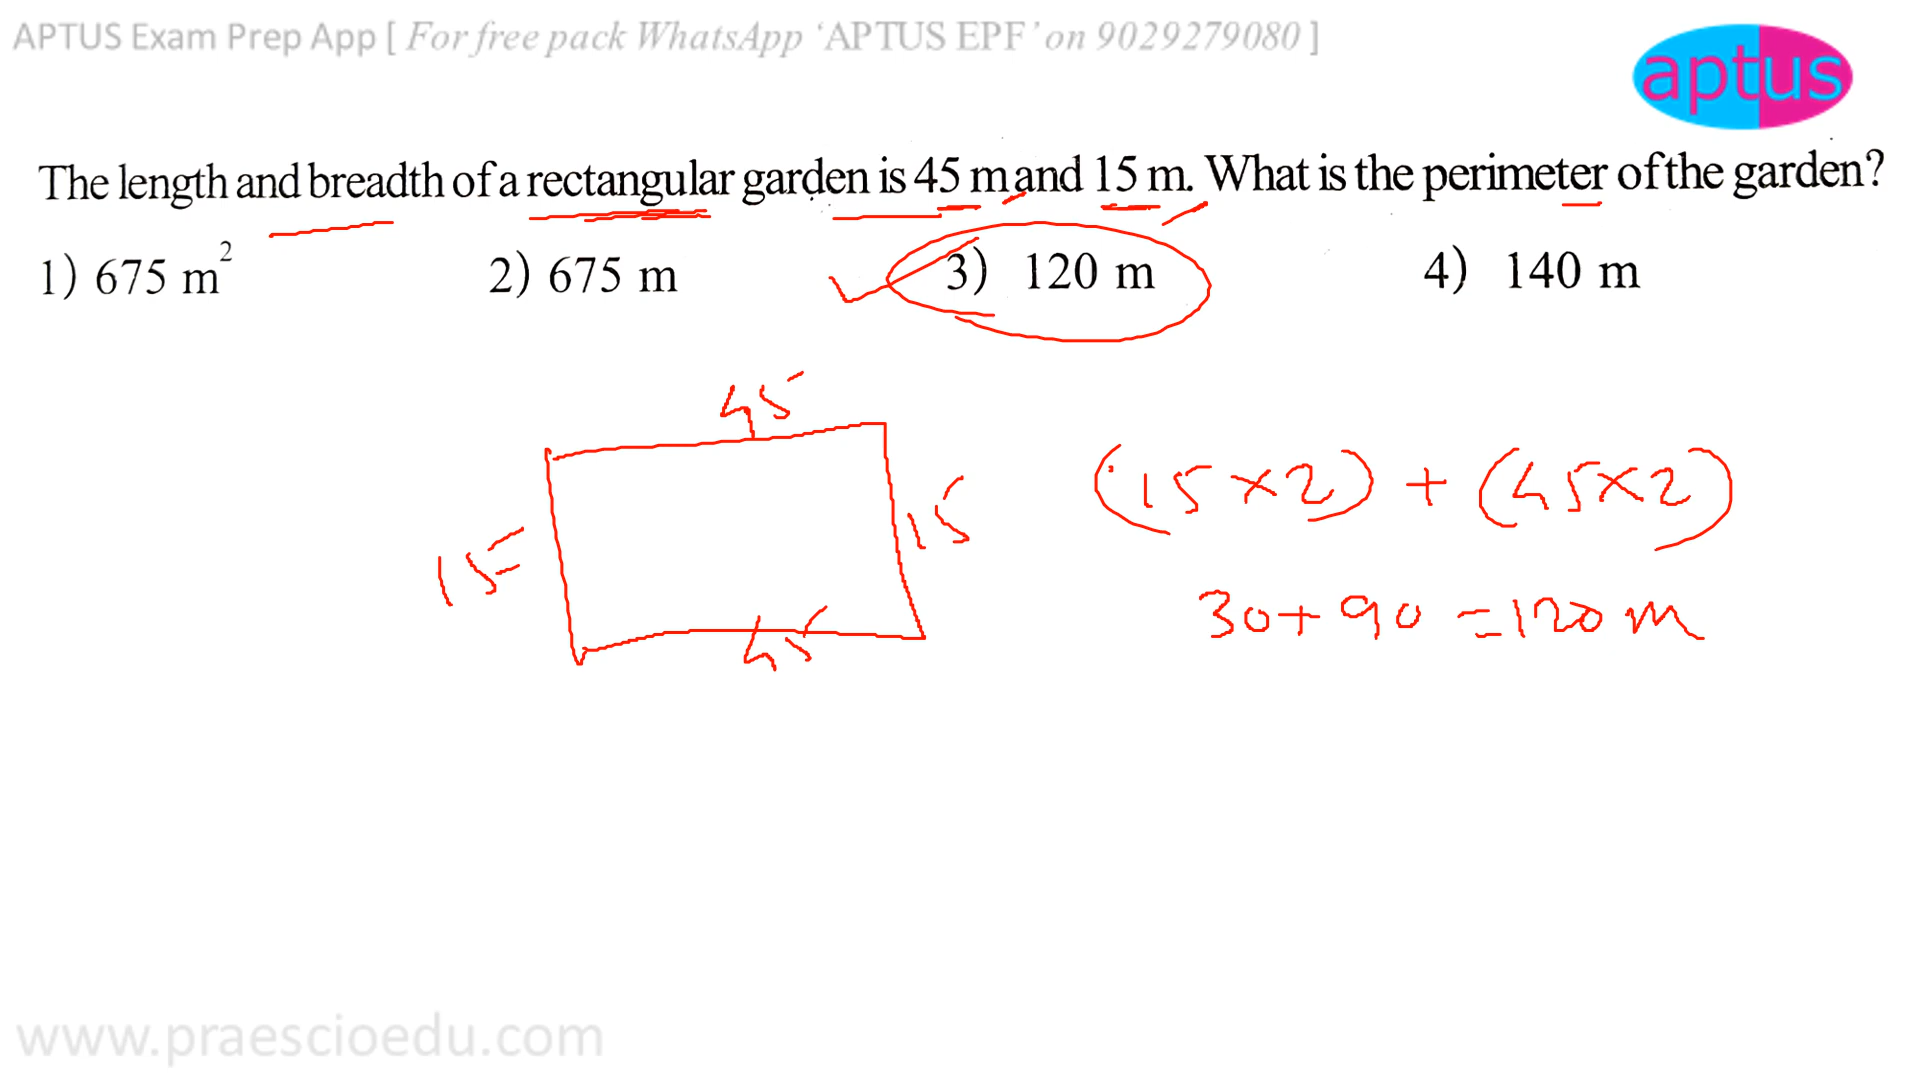 APTUS Exam Prep App [ For free pack WhatsApp ‘APTUS EPF’ on 9029279080 ]
aptus
The length and breadth of a rectangular garden is 45 m and 15 m. What is the perimeter of the garden?
1) 675 m² 2) 675 m 3) 120 m 4) 140 m
45
15 15
45
(15×2) + (45×2)
30+90 =120 m
www.praescioedu.com